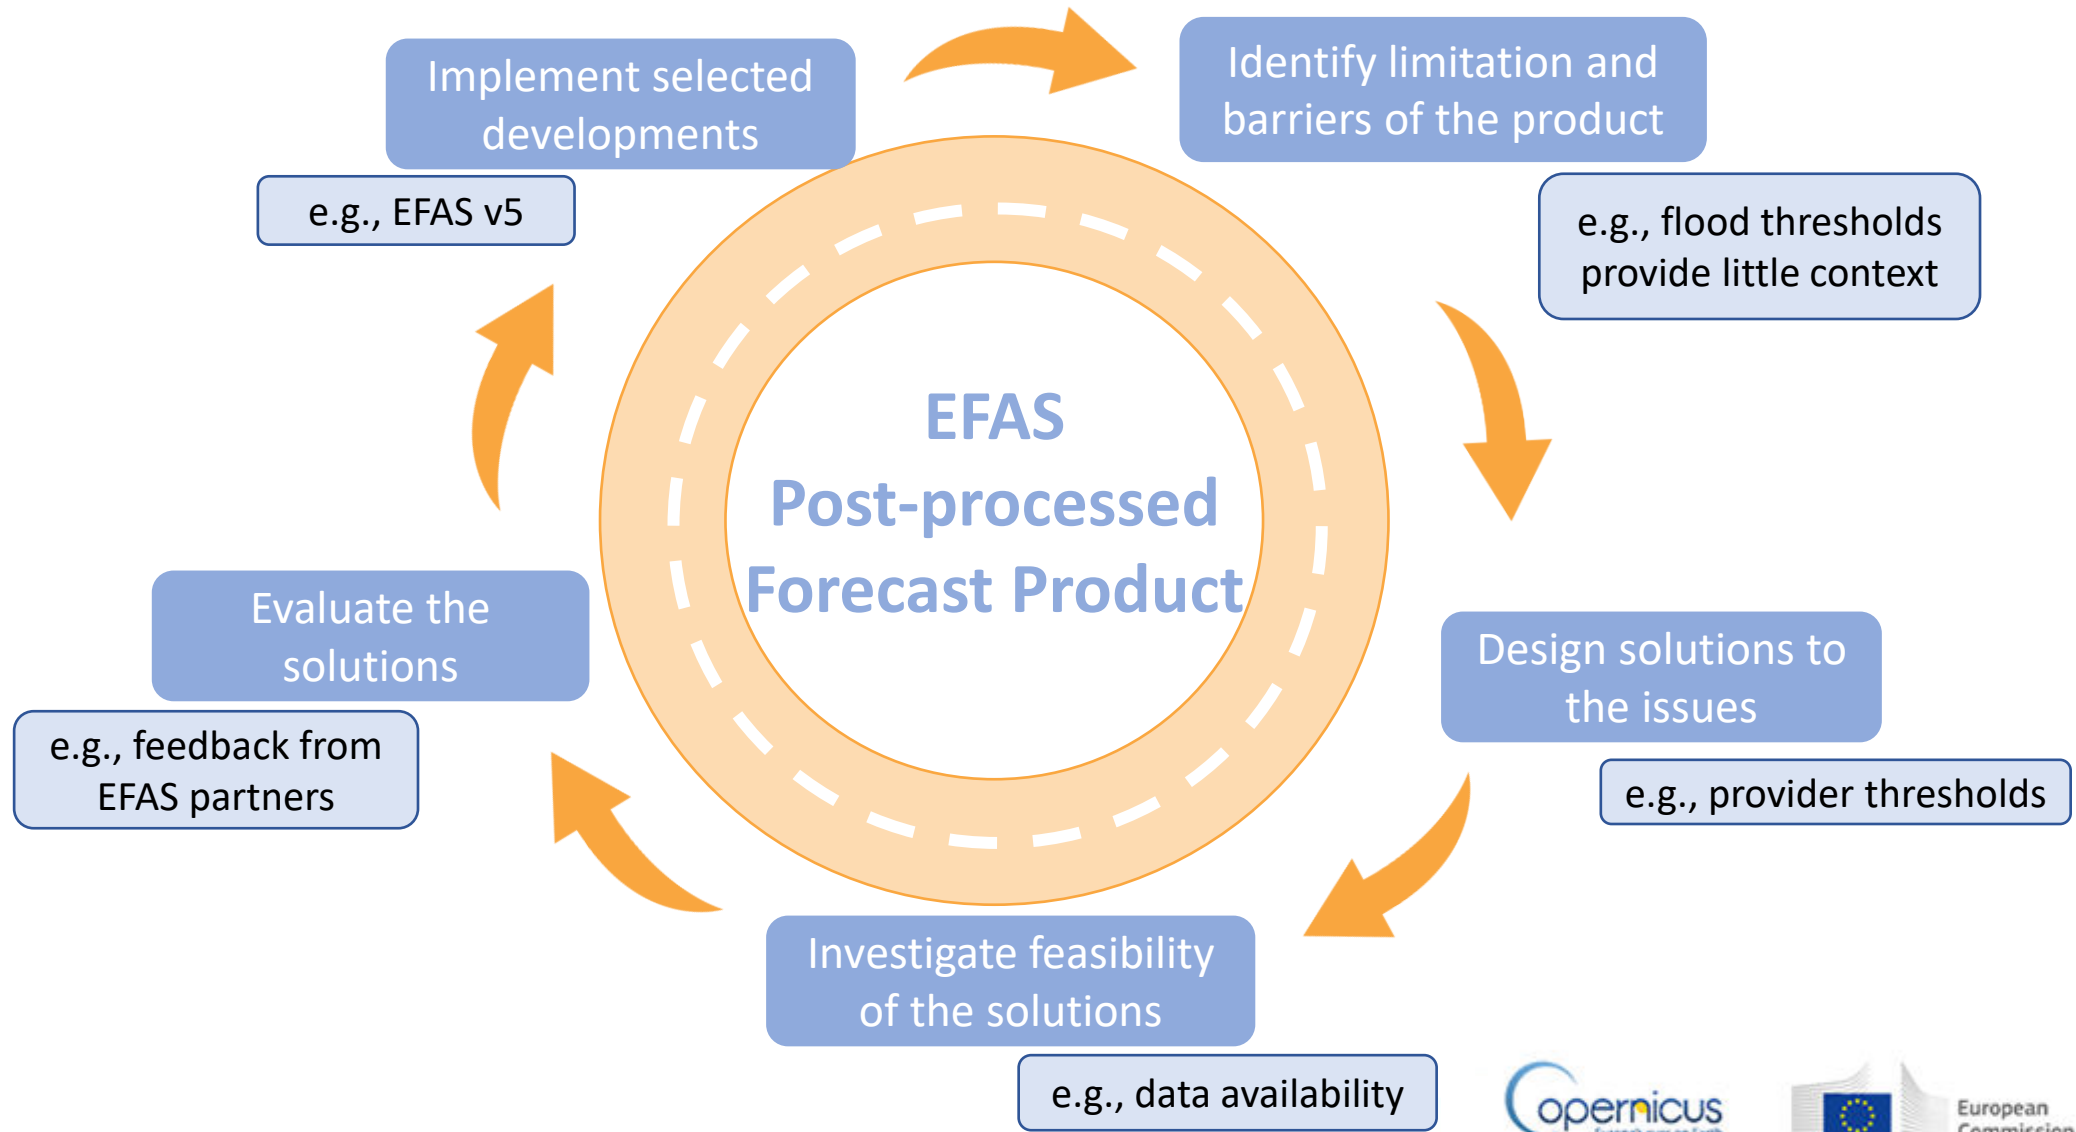 Implement selected
developments
e.g., EFAS v5
Identify limitation and
barriers of the product
e.g., flood thresholds
provide little context
EFAS
Post-processed
Forecast Product
Evaluate the
solutions
e.g., feedback from
EFAS partners
Design solutions to
the issues
e.g., provider thresholds
Investigate feasibility
of the solutions
e.g., data availability
opernicus
European
Commission